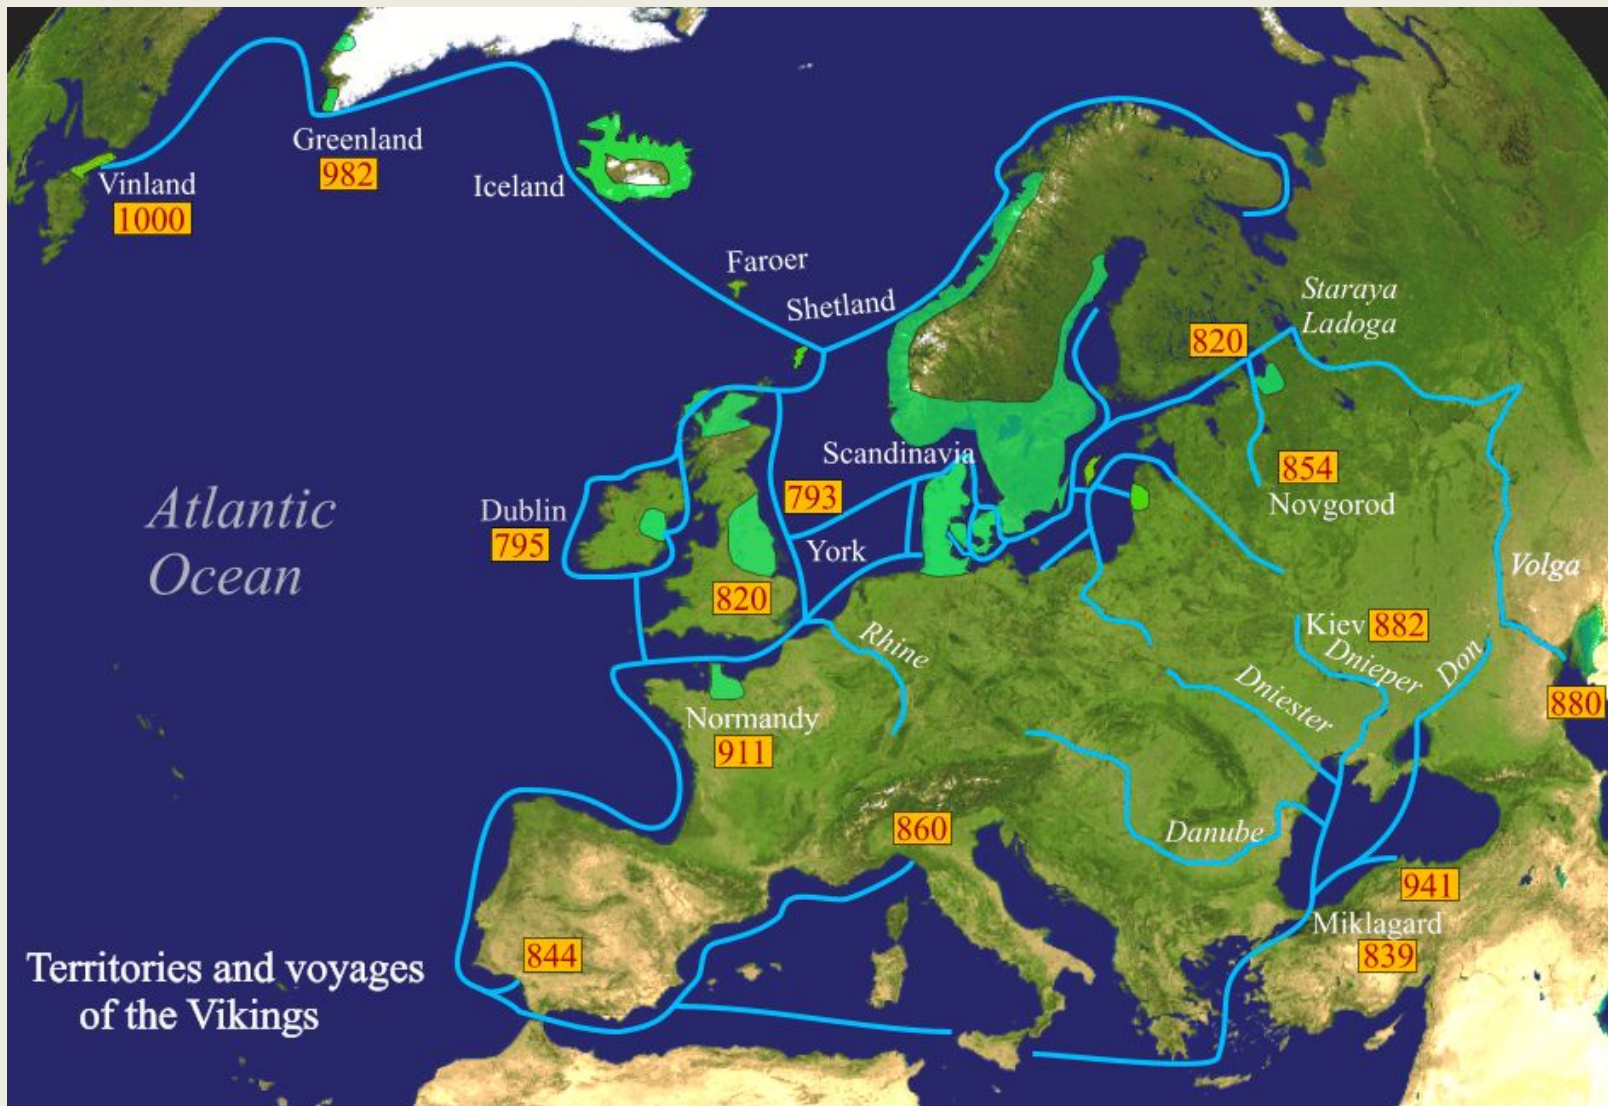 Greenland
982
Vinland
1000
Iceland
Faroer
Shetland
Staraya
Ladoga
820
Scandinavia
793
854
Novgorod
Dublin
795
York
Atlantic
Ocean
820
Volga
Kiev 882
Rhine
Dnieper
Don
Dniester
Normandy
911
880
860
Danube
941
Miklagard
839
844
Territories and voyages
of the Vikings